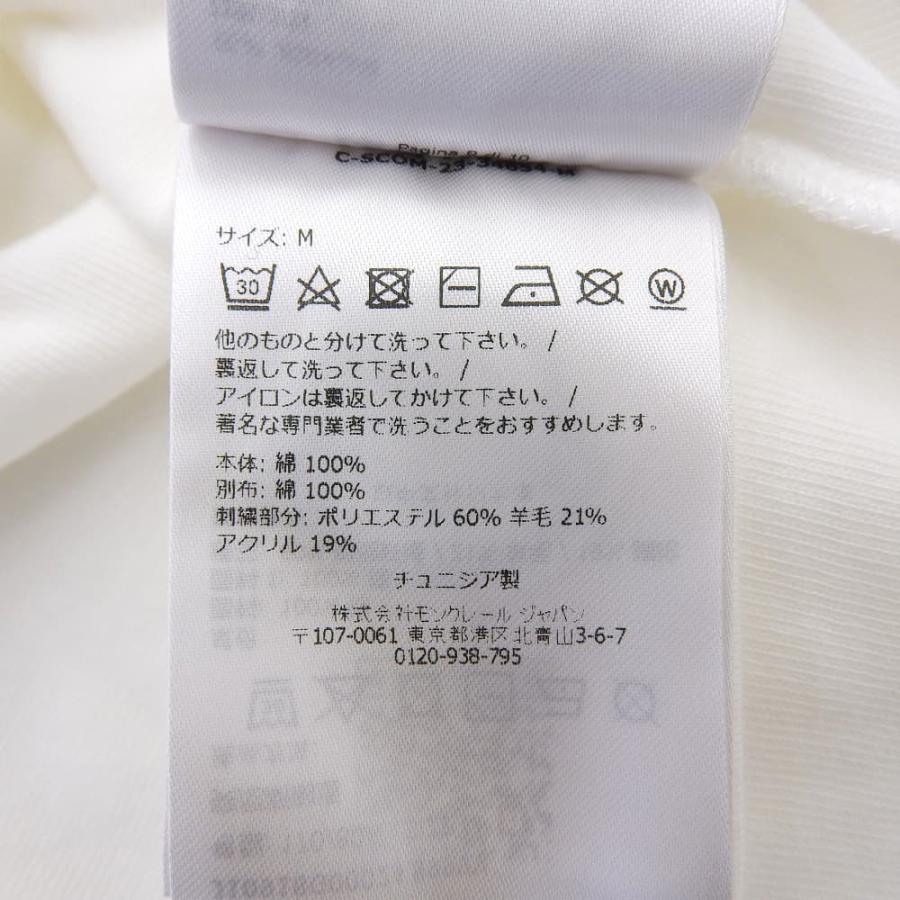 サイズ: M
30
W
他のものと分けて洗って下さい。 /
裏返して洗って下さい。 /
アイロンは裏返してかけて下さい。 /
著名な専門業者で洗うことをおすすめします。
本体: 綿 100%
別布: 綿 100%
刺繍部分: ポリエステル 60% 羊毛 21%
アクリル 19%
チュニジア製
株式会社モンクレール ジャパン
〒107-0061 東京都港区北青山3-6-7
0120-938-795